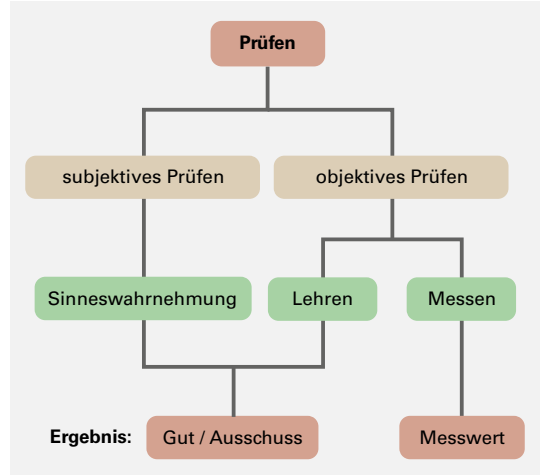 Prüfen
subjektives Prüfen
objektives Prüfen
Sinneswahrnehmung
Lehren
Messen
Ergebnis:
Gut / Ausschuss
Messwert